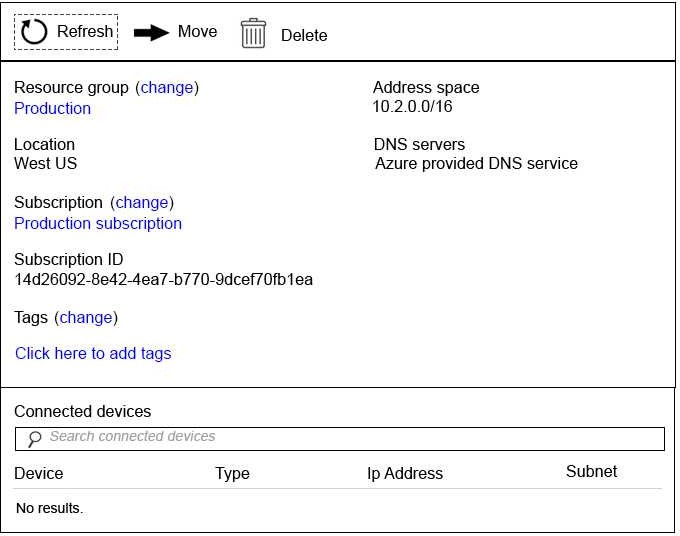 Refresh Move Delete
Resource group (change)
Production
Address space
10.2.0.0/16
Location
West US
DNS servers
Azure provided DNS service
Subscription (change)
Production subscription
Subscription ID
14d26092-8e42-4ea7-b770-9dcef70fb1ea
Tags (change)
Click here to add tags
Connected devices
Search connected devices
Device Type Ip Address Subnet
No results.